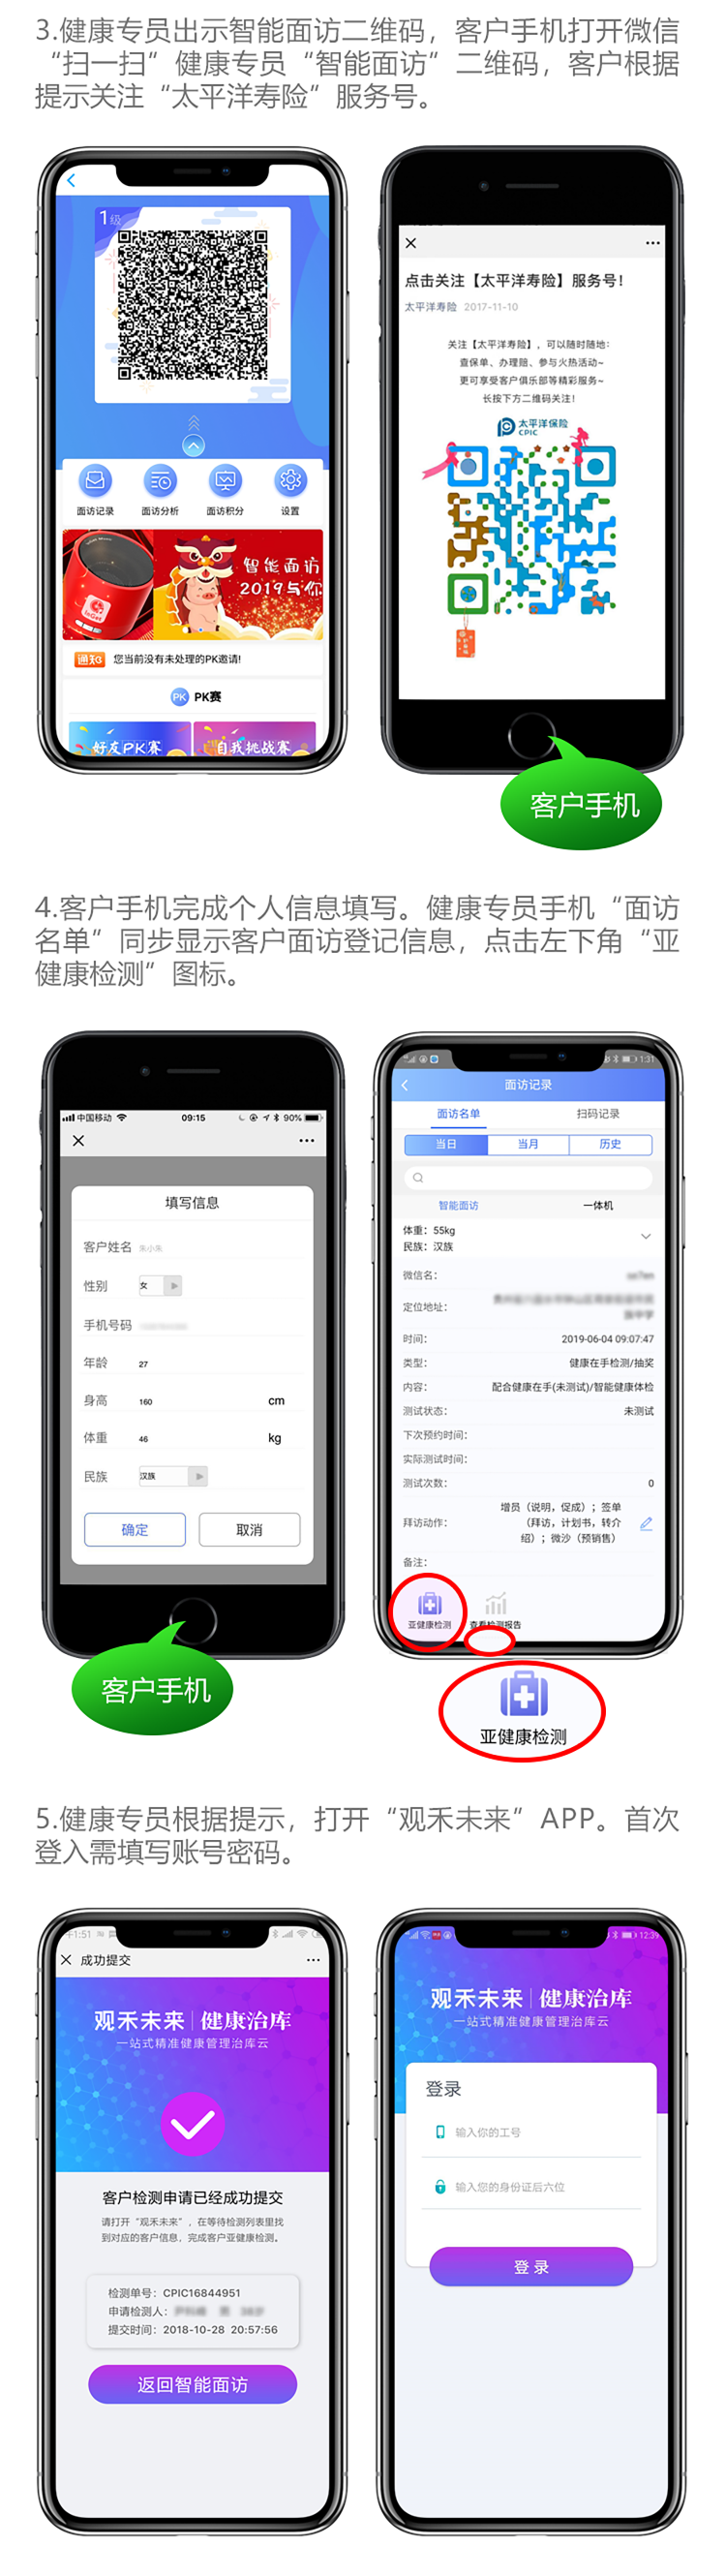 3.健康专员出示智能面访二维码，客户手机打开微信
“扫一扫”健康专员“智能面访”二维码，客户根据
提示关注“太平洋寿险”服务号。
1级
面访记录 面访分析 面访积分 设置
智能面访
2019与你
通知 您当前没有未处理的PK邀请!
PK PK赛
好友PK赛 自我挑战赛
点击关注【太平洋寿险】服务号!
太平洋寿险 2017-11-10
关注【太平洋寿险】，可以随时随地:
查保单、办理赔、参与火热活动~
更可享受客户俱乐部等精彩服务~
长按下方二维码关注!
太平洋保险
CPIC
客户手机
4.客户手机完成个人信息填写。健康专员手机“面访
名单”同步显示客户面访登记信息，点击左下角“亚
健康检测”图标。
中国移动 09:15 90%
填写信息
客户姓名 朱小朱
性别 女
手机号码
年龄 27
身高 160 cm
体重 46 kg
民族 汉族
确定 取消
客户手机
1:31
面访记录
面访名单 扫码记录
当日 当月 历史
智能面访 一体机
体重: 55kg
民族: 汉族
微信名:
定位地址:
时间: 2019-06-04 09:07:47
类型: 健康在手检测/抽奖
内容: 配合健康在手(未测试)/智能健康体检
测试状态: 未测试
下次预约时间:
实际测试时间:
测试次数: 0
拜访动作: 增员（说明，促成）; 签单
（拜访，计划书，转介
绍）; 微沙（预销售）
备注:
亚健康检测 查看检测报告
亚健康检测
5.健康专员根据提示，打开“观禾未来”APP。首次
登入需填写账号密码。
1:51
成功提交
观禾未来 | 健康治库
一站式精准健康管理治库云
客户检测申请已经成功提交
请打开“观禾未来”，在等待检测列表里找
到对应的客户信息，完成客户亚健康检测。
检测单号: CPIC16844951
申请检测人:
提交时间: 2018-10-28 20:57:56
返回智能面访
12:39
观禾未来 | 健康治库
一站式精准健康管理治库云
登录
输入你的工号
输入您的身份证后六位
登 录